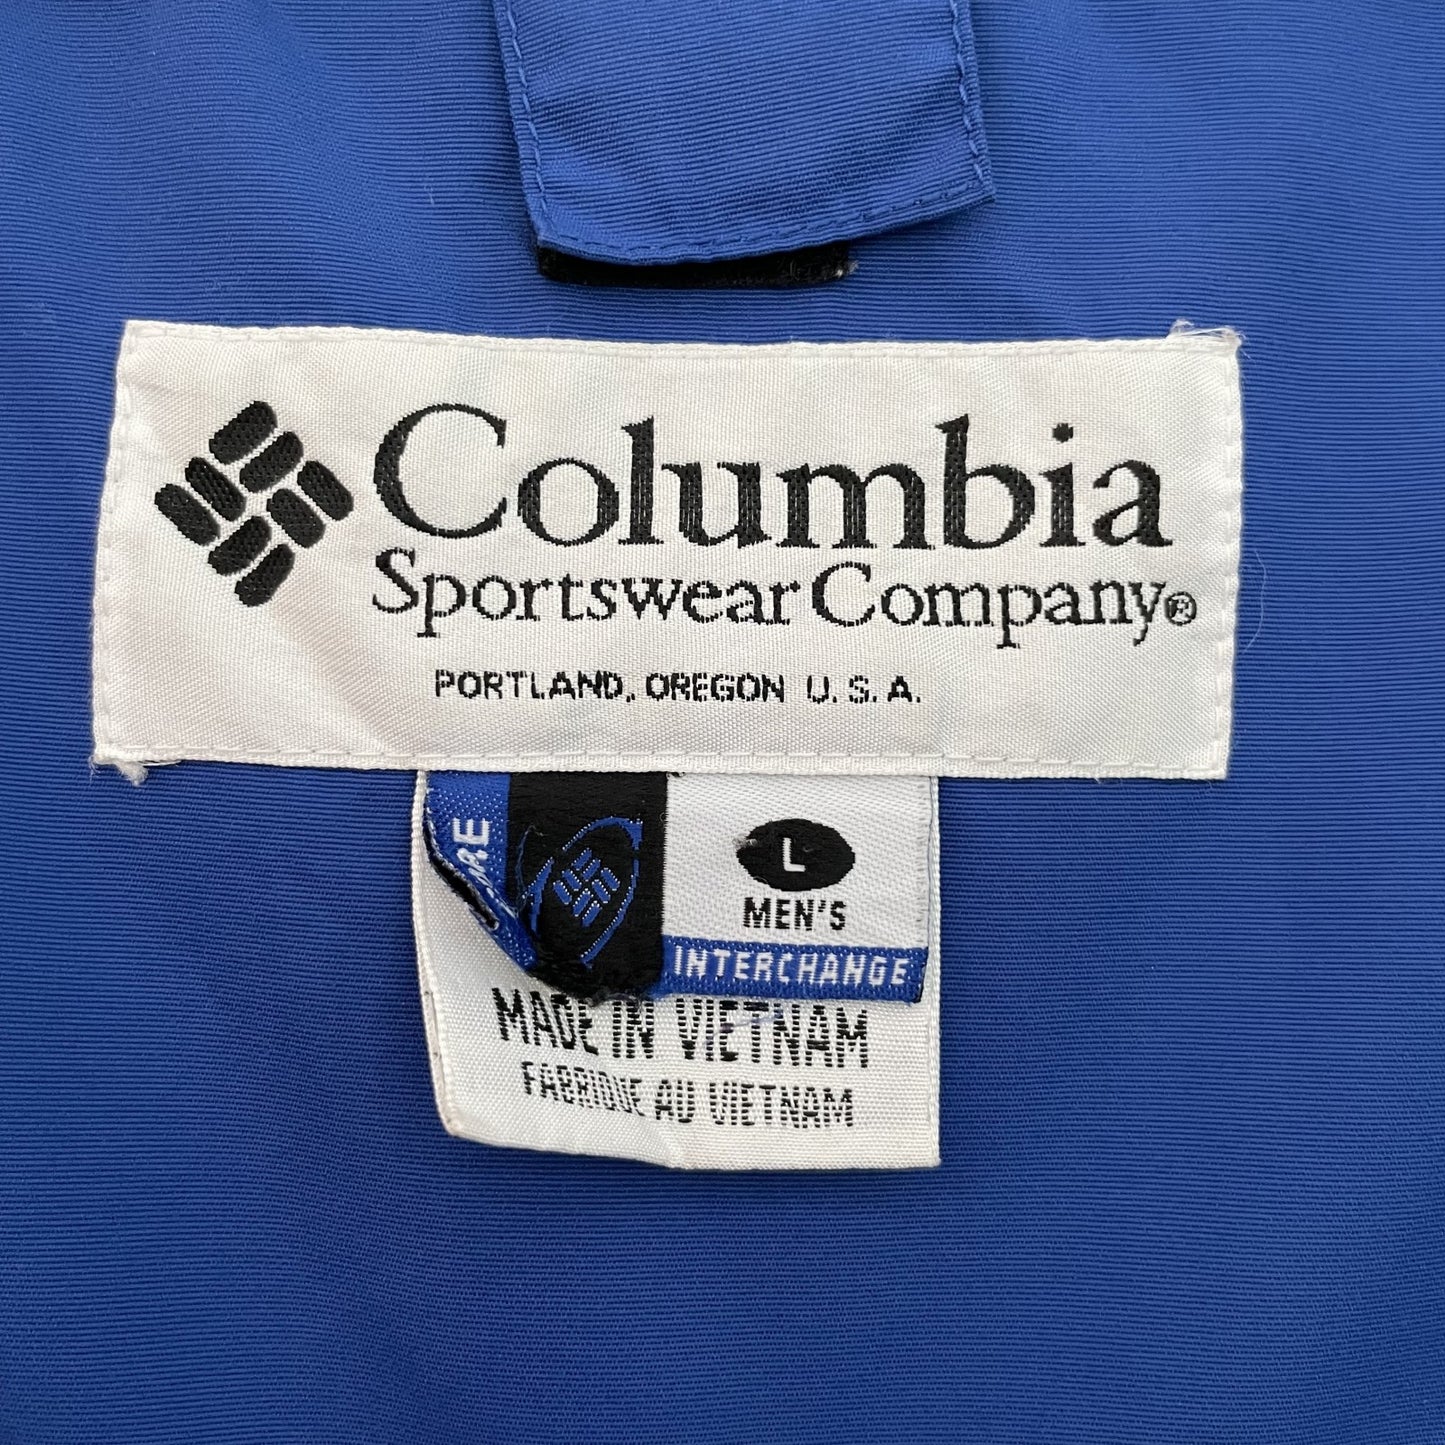 Columbia
Sportswear Company®
PORTLAND, OREGON U.S.A.
L
MEN'S
INTERCHANGE
MADE IN VIETNAM
FABRIQUE AU VIETNAM